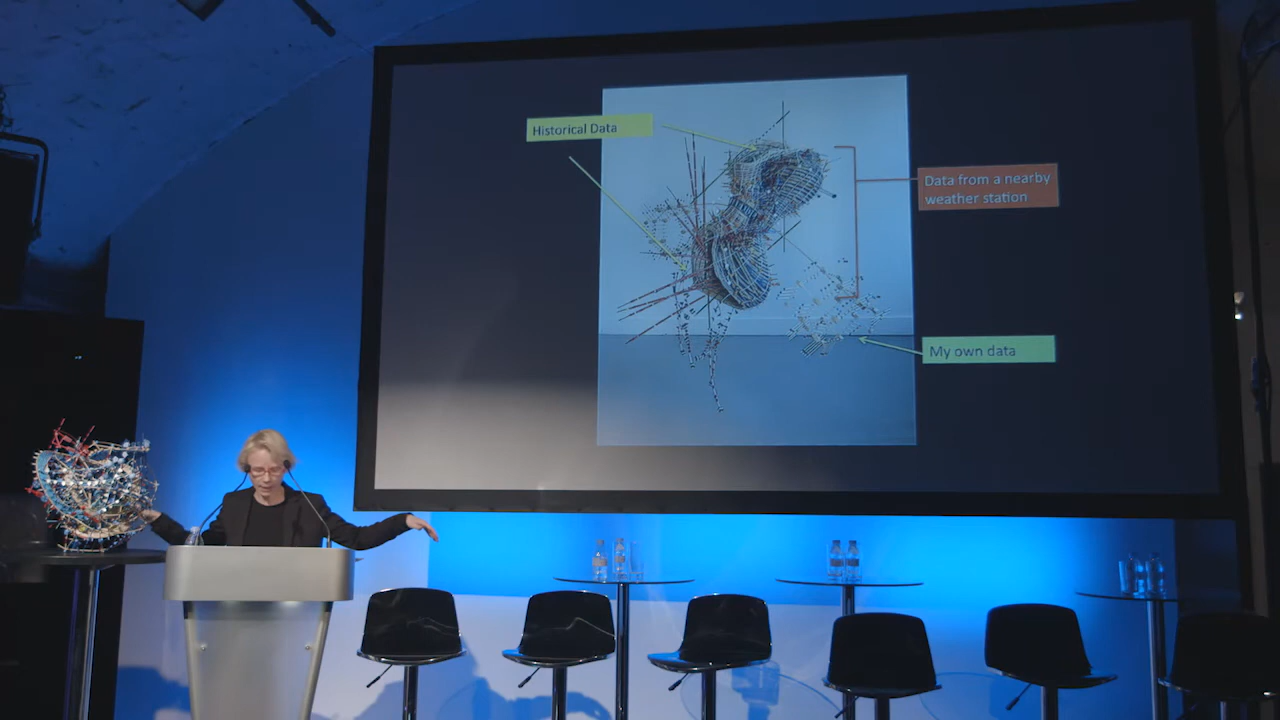 Historical Data
Data from a nearby
weather station
My own data